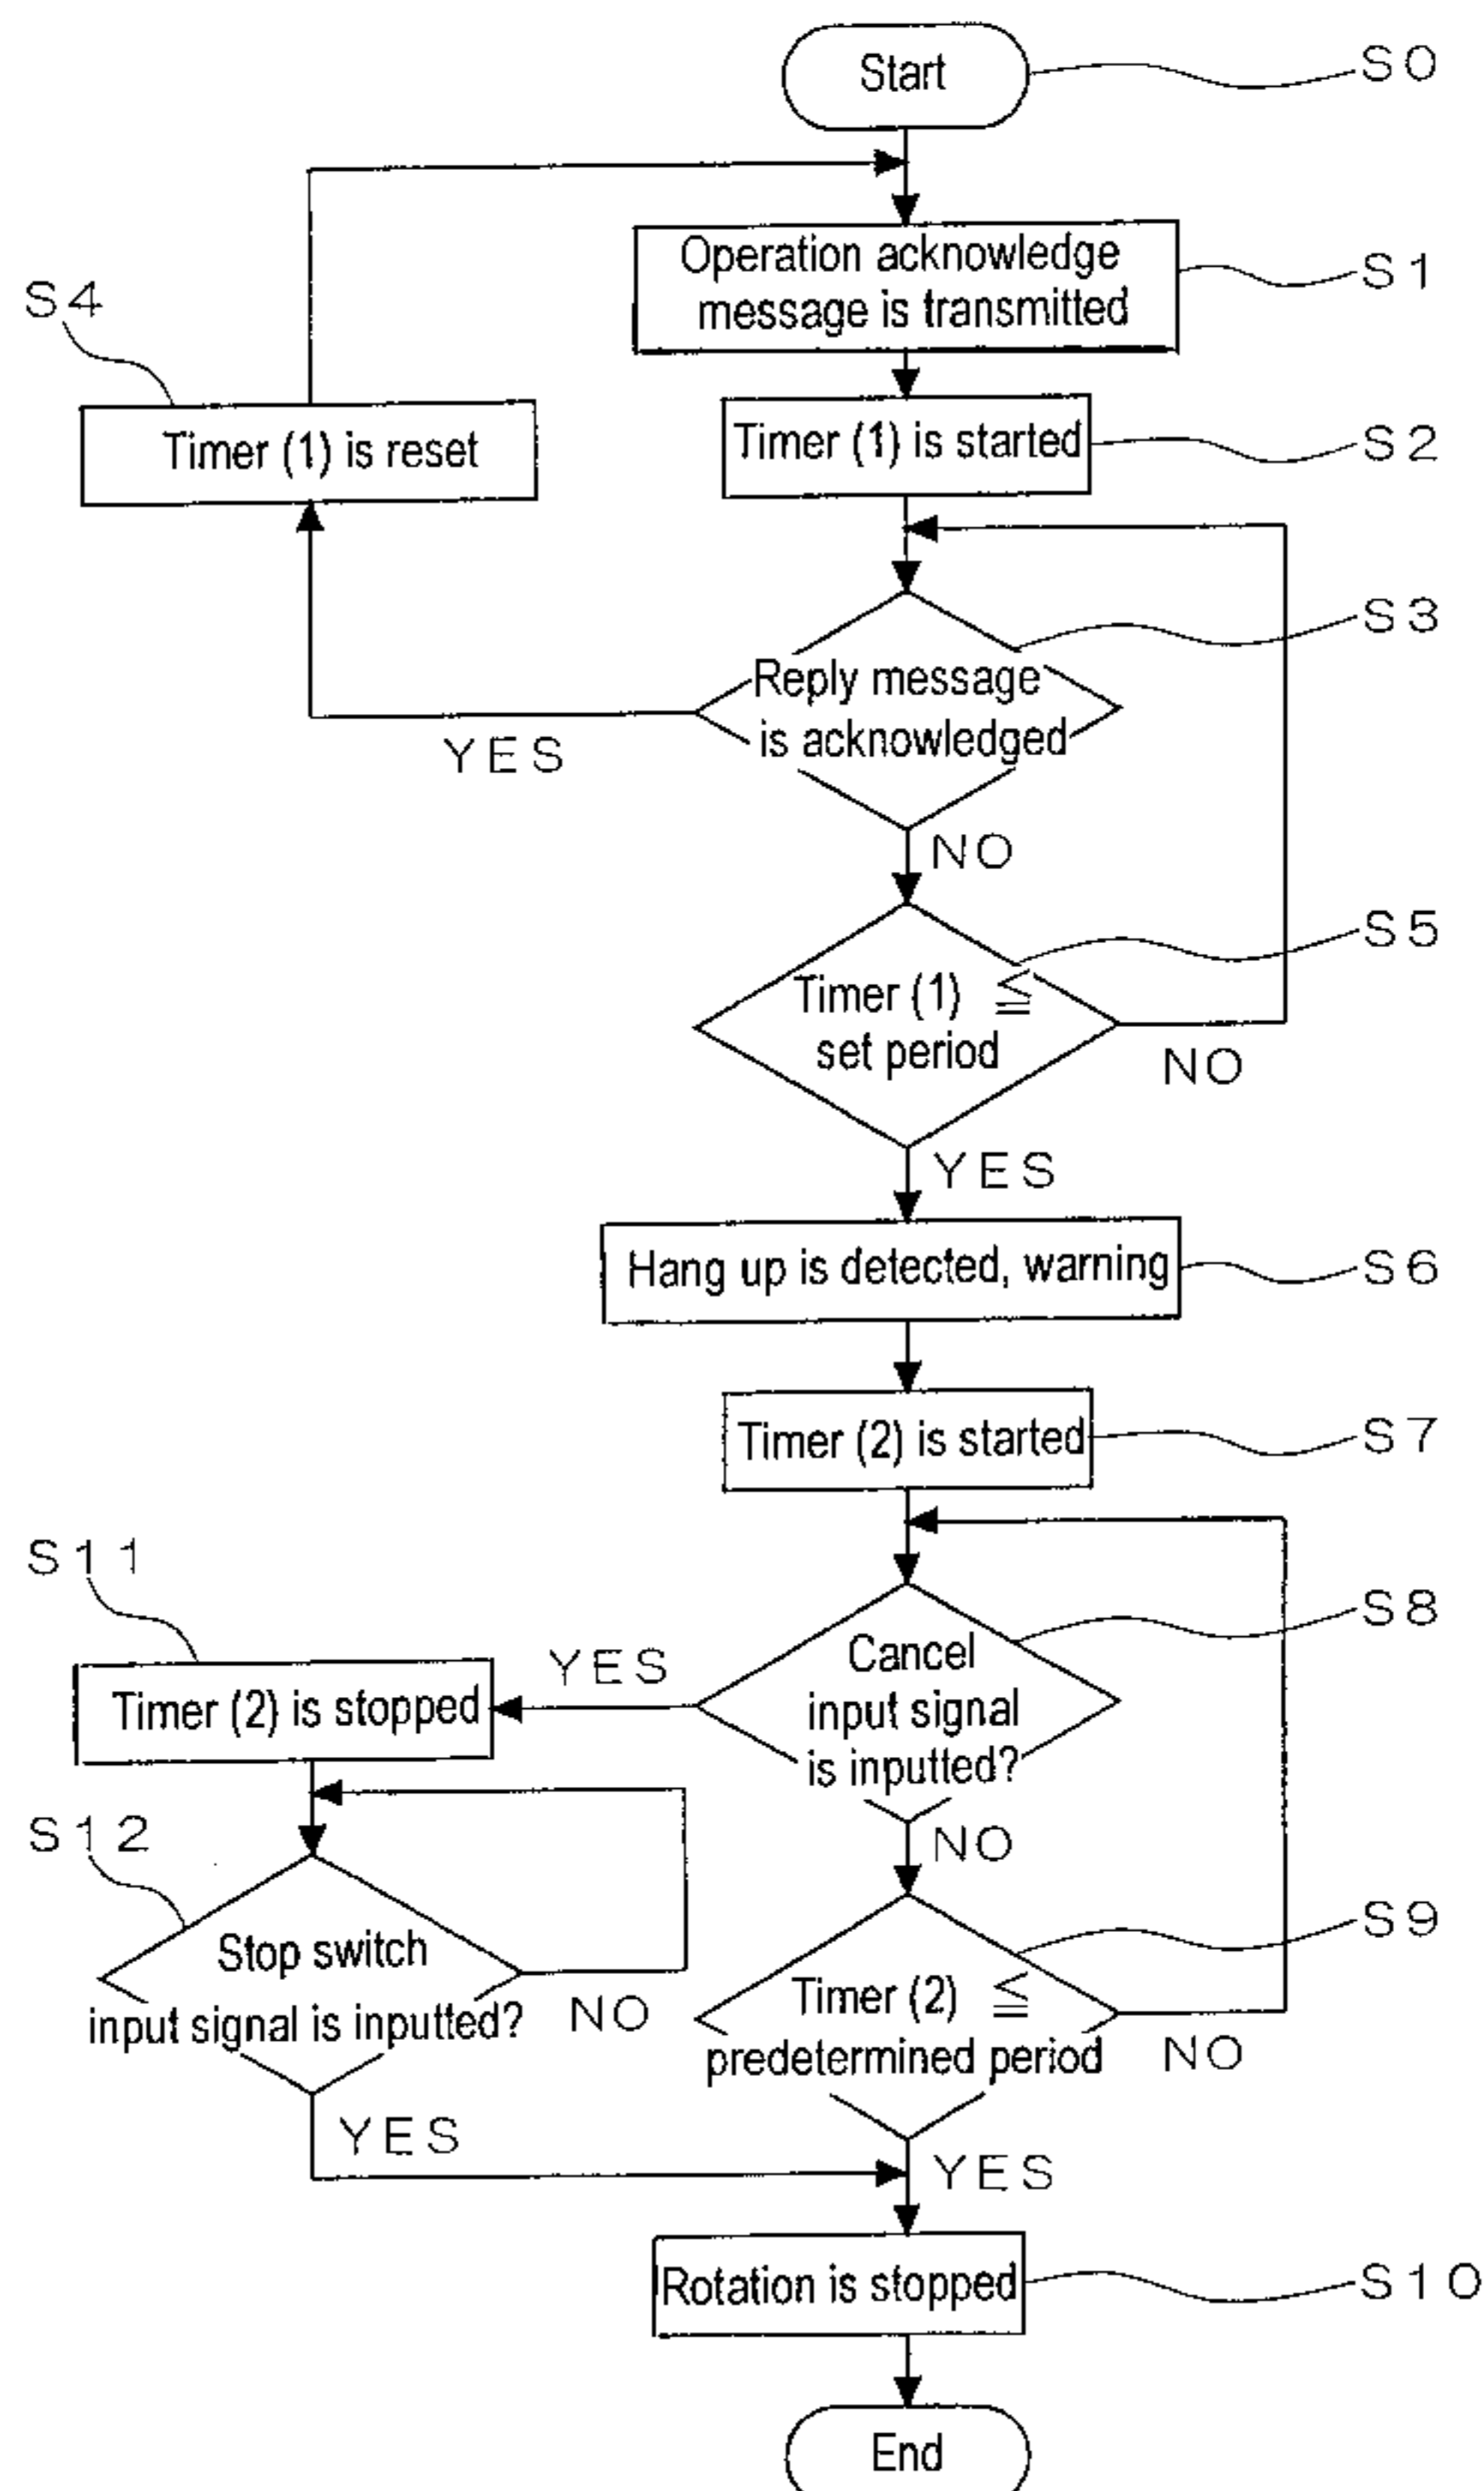 Start
S0
Operation acknowledge
message is transmitted
S1
S4
Timer (1) is reset
Timer (1) is started
S2
S3
Reply message
is acknowledged
YES
NO
S5
Timer (1) ≦
set period
NO
YES
Hang up is detected, warning
S6
Timer (2) is started
S7
S11
S8
YES
Cancel
input signal
is inputted?
Timer (2) is stopped
NO
S12
S9
Stop switch
input signal is inputted?
NO
Timer (2) ≦
predetermined period
NO
YES
YES
Rotation is stopped
S10
End